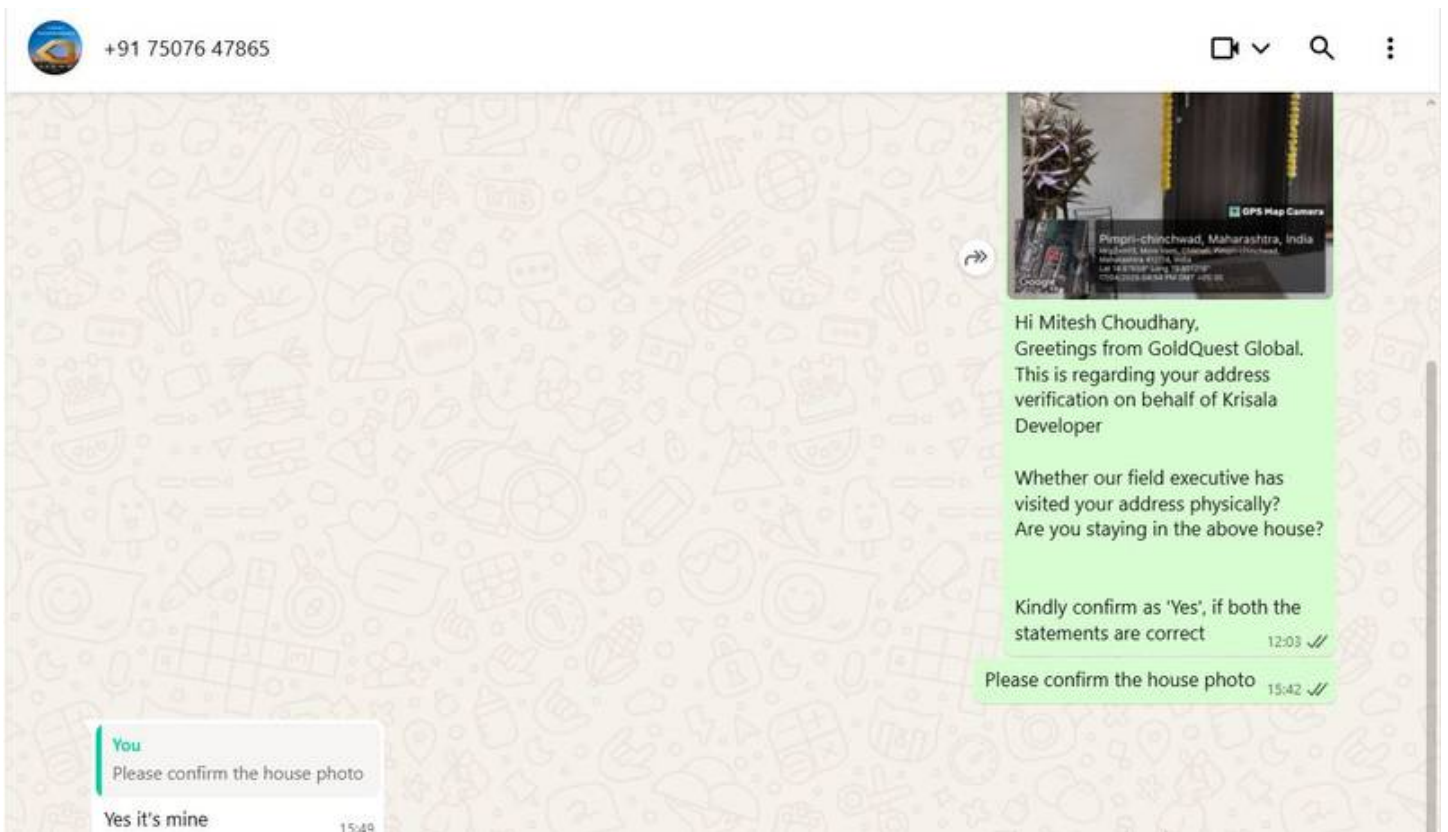 +91 75076 47865
GPS Map Camera
Pimpri-chinchwad, Maharashtra, India
Google
Hi Mitesh Choudhary,
Greetings from GoldQuest Global.
This is regarding your address
verification on behalf of Krisala
Developer
Whether our field executive has
visited your address physically?
Are you staying in the above house?
Kindly confirm as 'Yes', if both the
statements are correct
12:03
Please confirm the house photo
15:42
You
Please confirm the house photo
Yes it's mine
15:49